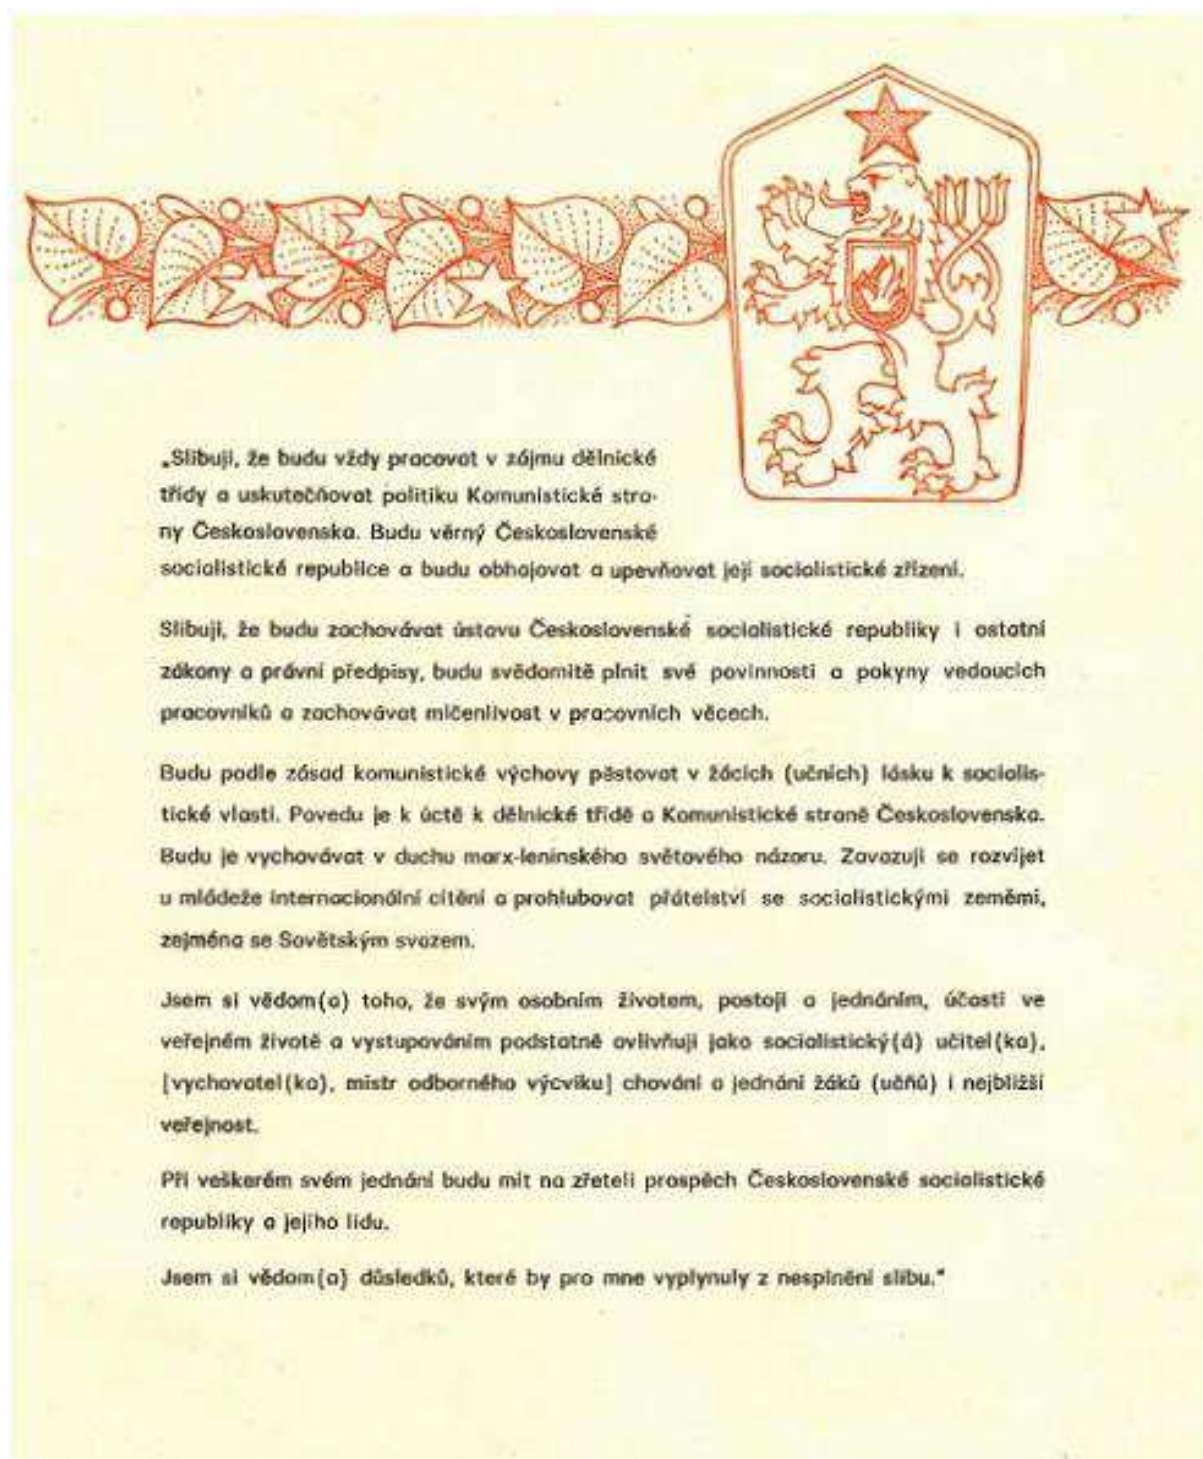 „Slibuji, že budu vždy pracovat v zájmu dělnické
třídy a uskutečňovat politiku Komunistické stra-
ny Československa. Budu věrný Československé
socialistické republice a budu obhajovat a upevňovat její socialistické zřízení.
Slibuji, že budu zachovávat ústavu Československé socialistické republiky i ostatní
zákony a právní předpisy, budu svědomitě plnit své povinnosti a pokyny vedoucích
pracovníků a zachovávat mlčenlivost v pracovních věcech.
Budu podle zásad komunistické výchovy pěstovat v žácích (učních) lásku k socialis-
tické vlasti. Povedu je k úctě k dělnické třídě a Komunistické straně Československa.
Budu je vychovávat v duchu marx-leninského světového názoru. Zavazuji se rozvíjet
u mládeže internacionální cítění a prohlubovat přátelství se socialistickými zeměmi,
zejména se Sovětským svazem.
Jsem si vědom(a) toho, že svým osobním životem, postoji a jednáním, účastí ve
veřejném životě a vystupováním podstatně ovlivňuji jako socialistický(á) učitel(ka),
[vychovatel(ka), mistr odborného výcviku] chování a jednání žáků (učňů) i nejbližší
veřejnost.
Při veškerém svém jednání budu mít na zřeteli prospěch Československé socialistické
republiky a jejího lidu.
Jsem si vědom(a) důsledků, které by pro mne vyplynuly z nesplnění slibu."